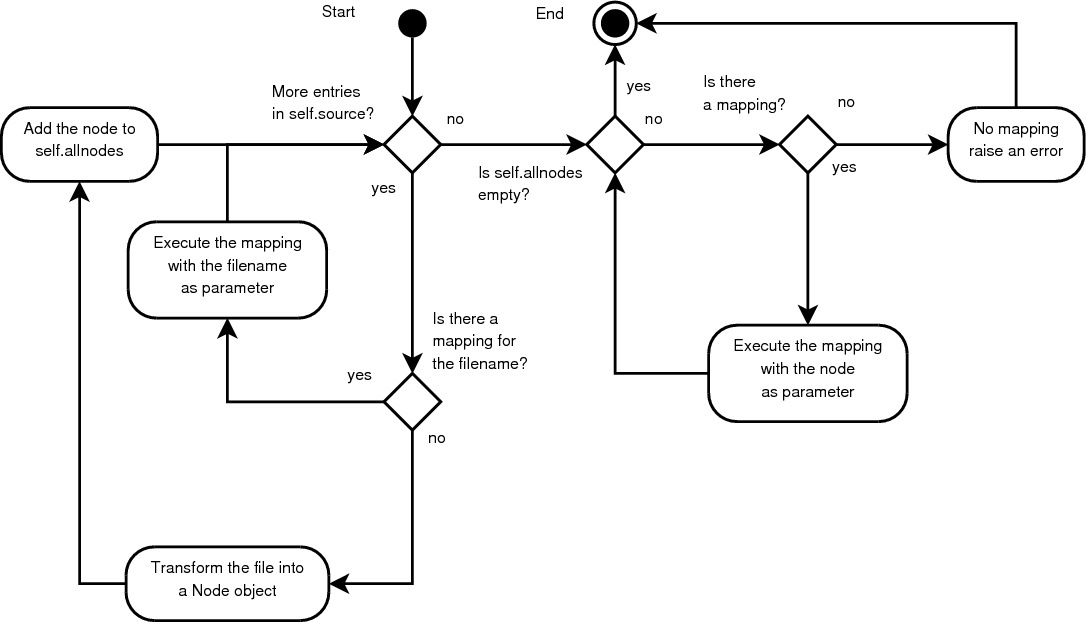 Start
End
More entries
in self.source?
no
yes
Is self.allnodes
empty?
yes
no
Is there
a mapping?
no
yes
No mapping
raise an error
Add the node to
self.allnodes
Execute the mapping
with the filename
as parameter
Is there a
mapping for
the filename?
yes
no
Execute the mapping
with the node
as parameter
Transform the file into
a Node object